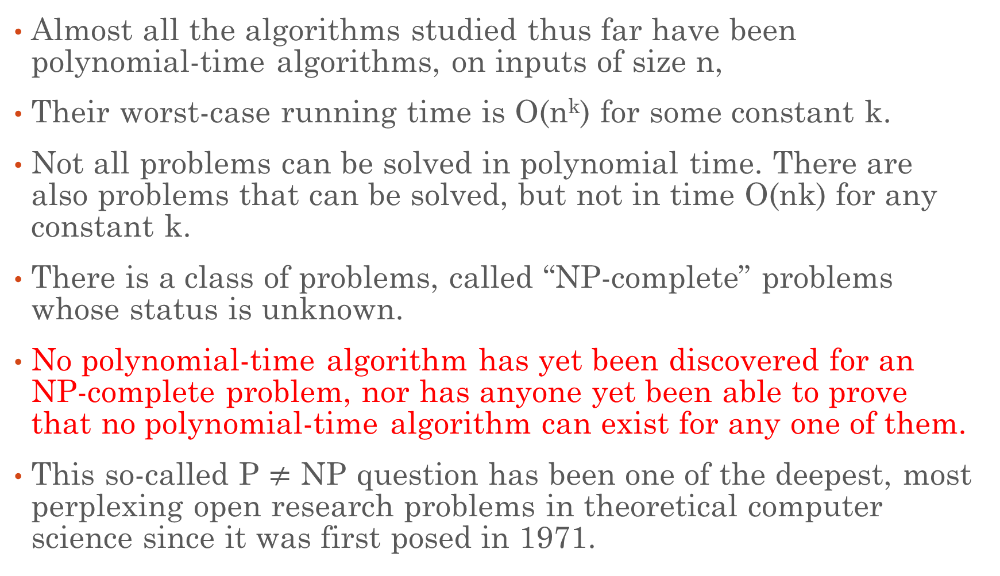 • Almost all the algorithms studied thus far have been
polynomial-time algorithms, on inputs of size n,
• Their worst-case running time is O(nᵏ) for some constant k.
• Not all problems can be solved in polynomial time. There are
also problems that can be solved, but not in time O(nk) for any
constant k.
• There is a class of problems, called “NP-complete” problems
whose status is unknown.
• No polynomial-time algorithm has yet been discovered for an
NP-complete problem, nor has anyone yet been able to prove
that no polynomial-time algorithm can exist for any one of them.
• This so-called P ≠ NP question has been one of the deepest, most
perplexing open research problems in theoretical computer
science since it was first posed in 1971.